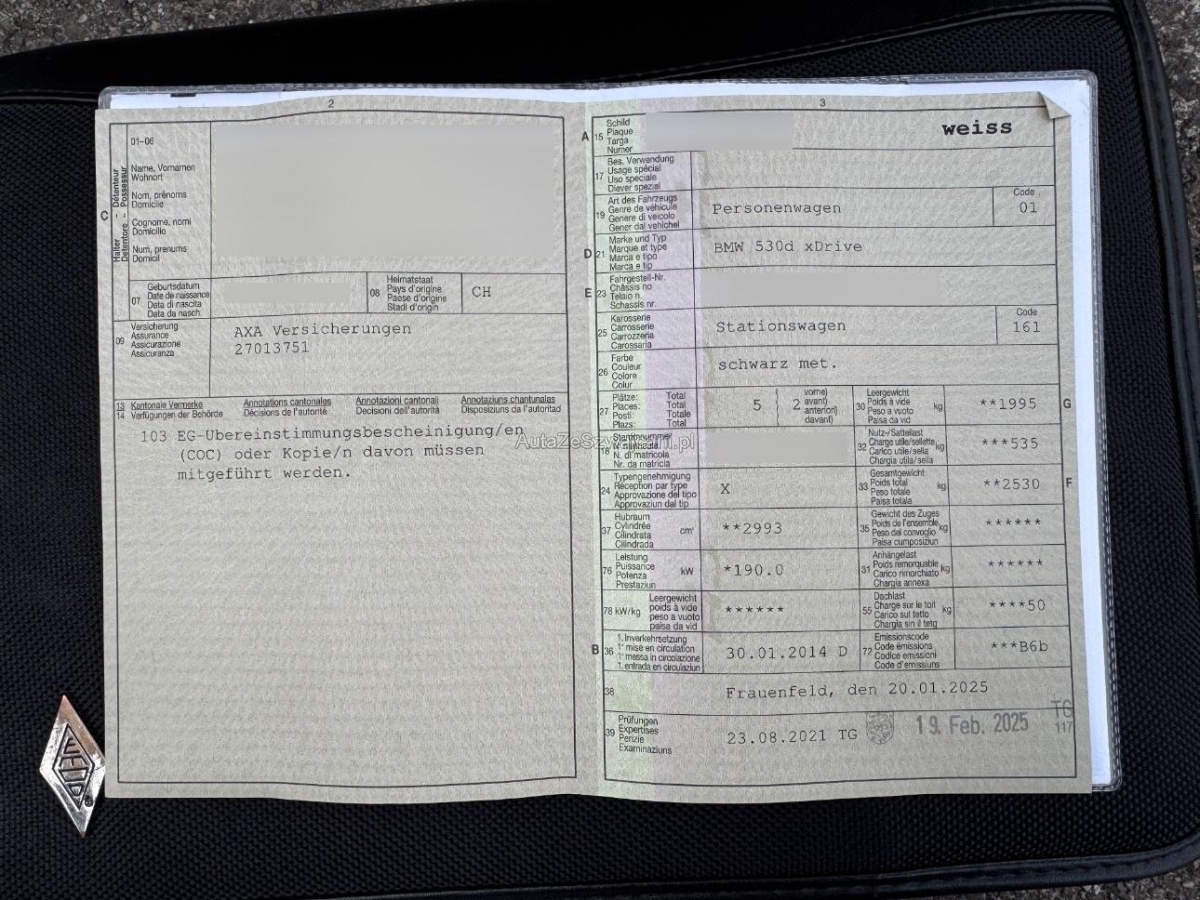 2
01-06
C
Halter - Détenteur
Detentore - Possessur
Name, Vornamen
Wohnort
Nom, prénoms
Domicile
Cognome, nomi
Domicilio
Num, prenums
Domicil
07
Geburtsdatum
Date de naissance
Data di nascita
Data da nasch.
08
Heimatstaat
Pays d'origine
Paese d'origine
Stadi d'origin
CH
09
Versicherung
Assurance
Assicurazione
Assicuranza
AXA Versicherungen
27013751
13 Kantonale Vermerke Annotations cantonales Annotazioni cantonali Annotaziuns chantunalas
14 Verfügungen der Behörde Décisions de l'autorité Decisioni dell'autorità Disposiziuns da l'autoritad
103 EG-Übereinstimmungsbescheinigung/en
(COC) oder Kopie/n davon müssen
mitgeführt werden.
AutaZeSzwajcarii.pl
3
A 15
Schild
Plaque
Targa
Numer
weiss
17
Bes. Verwendung
Usage spécial
Uso speciale
Diever spezial
19
Art des Fahrzeugs
Genre de véhicule
Genere di veicolo
Gener dal vehichel
Personenwagen
Code
01
D 21
Marke und Typ
Marque et type
Marca e tipo
Marca e tip
BMW 530d xDrive
E 23
Fahrgestell-Nr.
Châssis no
Telaio n.
Schassis nr.
25
Karosserie
Carrosserie
Carrozzeria
Carossaria
Stationswagen
Code
161
26
Farbe
Couleur
Colore
Colur
schwarz met.
27
Plätze: Total
Places: Total
Posti: Totale
Plazs: Total
5
2
vorne)
avant)
anteriori)
davant)
30
Leergewicht
Poids à vide
Peso a vuoto
Paisa da vid
kg
**1995
G
18
Stammnummer
N. matricule
N. di matricola
Nr. da matricla
32
Nutz-/Sattellast
Charge utile/sellette
Carico utile/sella
Chargia utila/sella
kg
***535
24
Typengenehmigung
Réception par type
Approvazione del tipo
Approvaziun dal tip
X
33
Gesamtgewicht
Poids total
Peso totale
Paisa totala
kg
**2530
F
37
Hubraum
Cylindrée
Cilindrata
Cilindrada
cm³
**2993
35
Gewicht des Zuges
Poids de l'ensemble
Peso del convoglio
Paisa cumposiziun
kg
******
76
Leistung
Puissance
Potenza
Prestaziun
kW
*190.0
31
Anhängelast
Poids remorquable
Carico rimorchiato
Chargia annexa
kg
******
78 kW/kg
Leergewicht
poids à vide
peso a vuoto
paisa da vid
******
55
Dachlast
Charge sur le toit
Carico sul tetto
Chargia sin il tetg
kg
****50
B 36
1. Inverkehrsetzung
1re mise en circulation
1a messa in circolazione
1. entrada en circulaziun
30.01.2014 D
72
Emissionscode
Code émissions
Codice emissioni
Code d'emissiuns
***B6b
38
Frauenfeld, den 20.01.2025
39
Prüfungen
Expertises
Perizie
Examinaziuns
23.08.2021 TG
19. Feb. 2025
TG
117